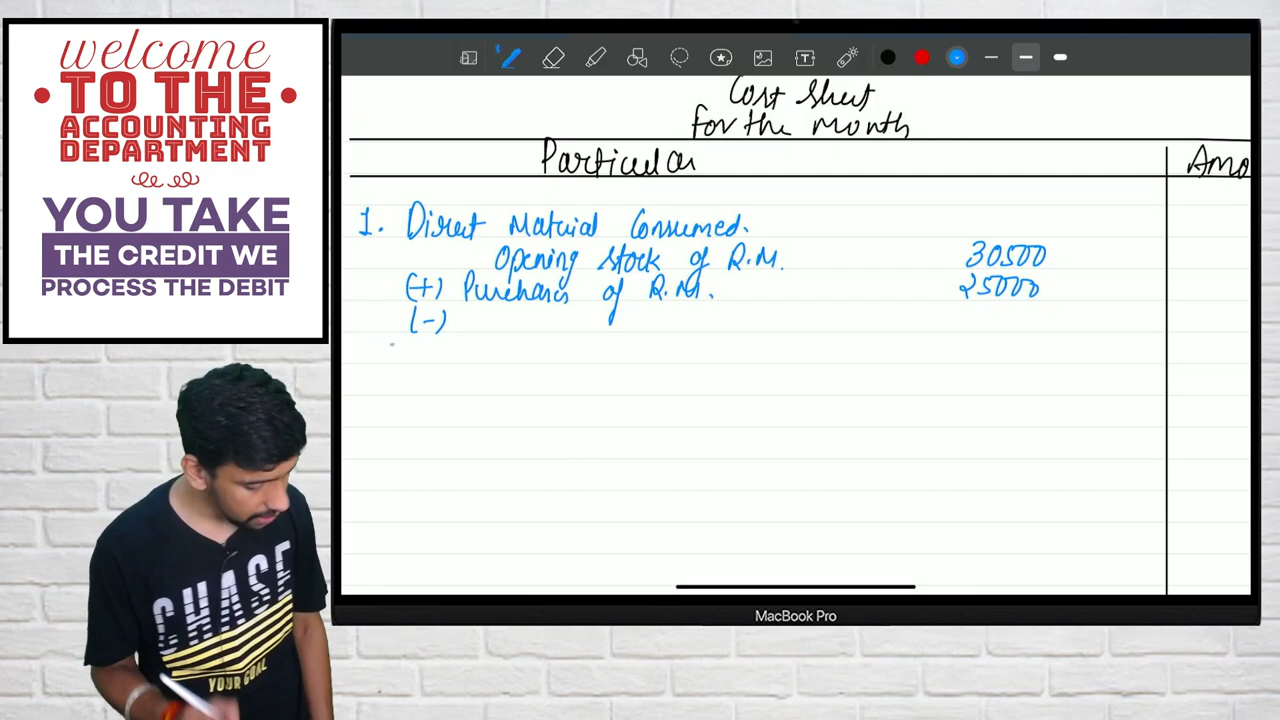 welcome
TO THE
ACCOUNTING
DEPARTMENT
YOU TAKE
THE CREDIT WE
PROCESS THE DEBIT
Cost Sheet
for the month
Particular Amo
1. Direct Material Consumed.
Opening Stock of R.M. 30500
(+) Purchases of R.M. 25000
(-)
MacBook Pro
CHASE
YOUR GOAL